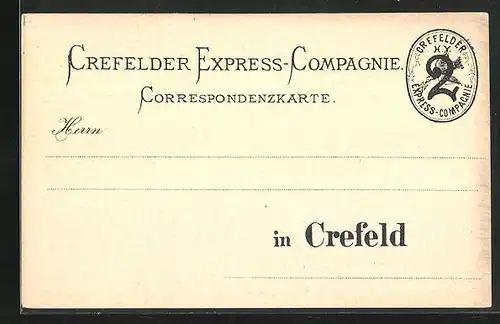 CREFELDER EXPRESS-COMPAGNIE.
CORRESPONDENZKARTE.
CREFELDER
2
EXPRESS-COMPAGNIE
Herrn
in Crefeld